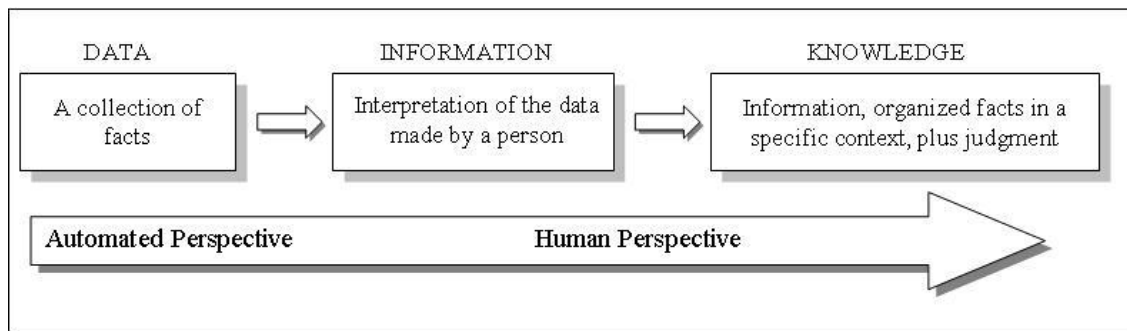 DATA
A collection of
facts
INFORMATION
Interpretation of the data
made by a person
KNOWLEDGE
Information, organized facts in a
specific context, plus judgment
Automated Perspective
Human Perspective